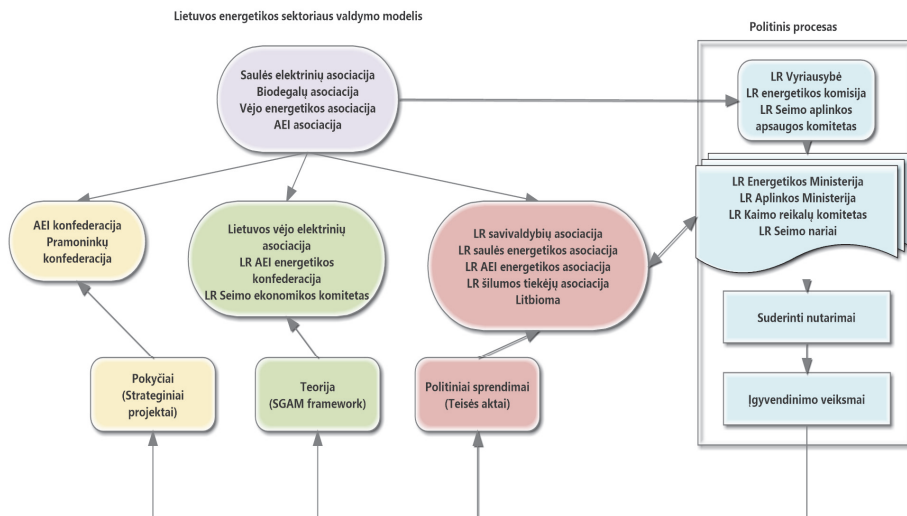 Lietuvos energetikos sektoriaus valdymo modelis
Politinis procesas
Saulės elektrinių asociacija
Biodegalų asociacija
Vėjo energetikos asociacija
AEI asociacija
LR Vyriausybė
LR energetikos komisija
LR Seimo aplinkos
apsaugos komitetas
AEI konfederacija
Pramoninkų
konfederacija
Lietuvos vėjo elektrinių
asociacija
LR AEI energetikos
konfederacija
LR Seimo ekonomikos komitetas
LR savivaldybių asociacija
LR saulės energetikos asociacija
LR AEI energetikos asociacija
LR šilumos tiekėjų asociacija
Litbioma
LR Energetikos Ministerija
LR Aplinkos Ministerija
LR Kaimo reikalų komitetas
LR Seimo nariai
Suderinti nutarimai
Pokyčiai
(Strateginiai
projektai)
Teorija
(SGAM framework)
Politiniai sprendimai
(Teisės aktai)
Įgyvendinimo veiksmai